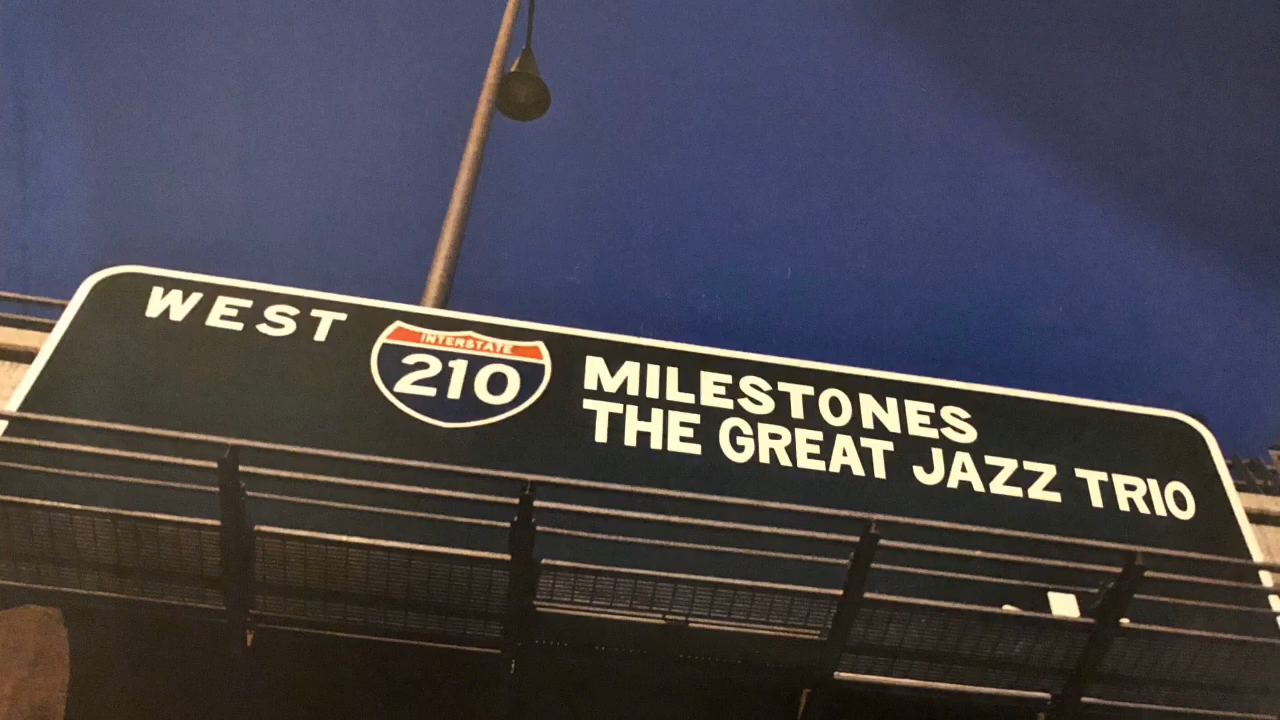 WEST
INTERSTATE
210
MILESTONES
THE GREAT JAZZ TRIO